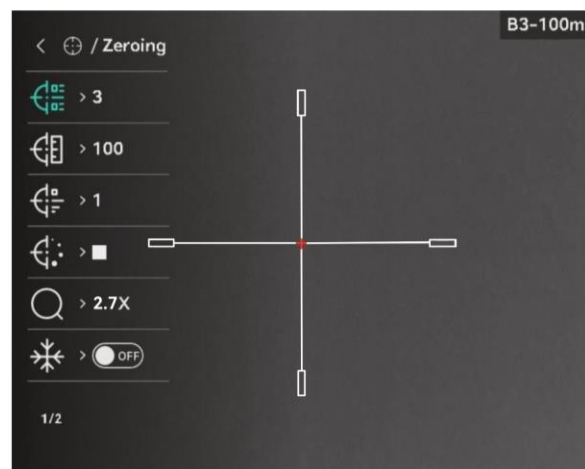 B3-100m
< / Zeroing
> 3
> 100
> 1
>
> 2.7X
> OFF
1/2